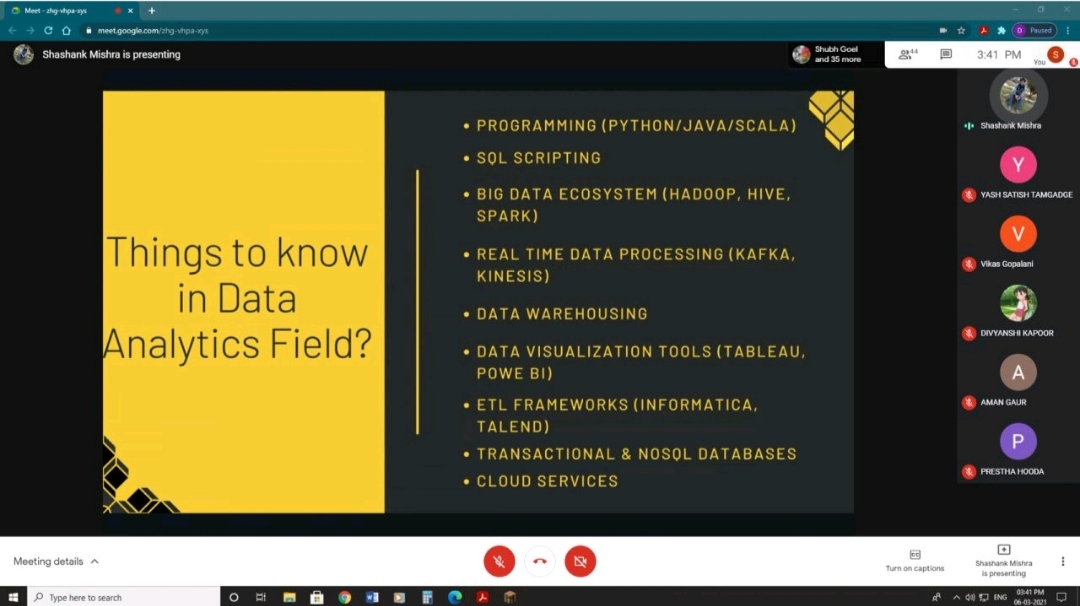 Meet - zhg-vhpa-xys
meet.google.com/zhg-vhpa-xys
D Paused
Shashank Mishra is presenting
Shubh Goel
and 35 more
44
3:41 PM
You
S
Things to know
in Data
Analytics Field?
• PROGRAMMING (PYTHON/JAVA/SCALA)
• SQL SCRIPTING
• BIG DATA ECOSYSTEM (HADOOP, HIVE,
SPARK)
• REAL TIME DATA PROCESSING (KAFKA,
KINESIS)
• DATA WAREHOUSING
• DATA VISUALIZATION TOOLS (TABLEAU,
POWE BI)
• ETL FRAMEWORKS (INFORMATICA,
TALEND)
• TRANSACTIONAL & NOSQL DATABASES
• CLOUD SERVICES
Shashank Mishra
Y
YASH SATISH TAMGADGE
V
Vikas Gopalani
DIVYANSHI KAPOOR
A
AMAN GAUR
P
PRESTHA HOODA
Meeting details
Turn on captions
Shashank Mishra
is presenting
Type here to search
ENG
03:41 PM
06-03-2021